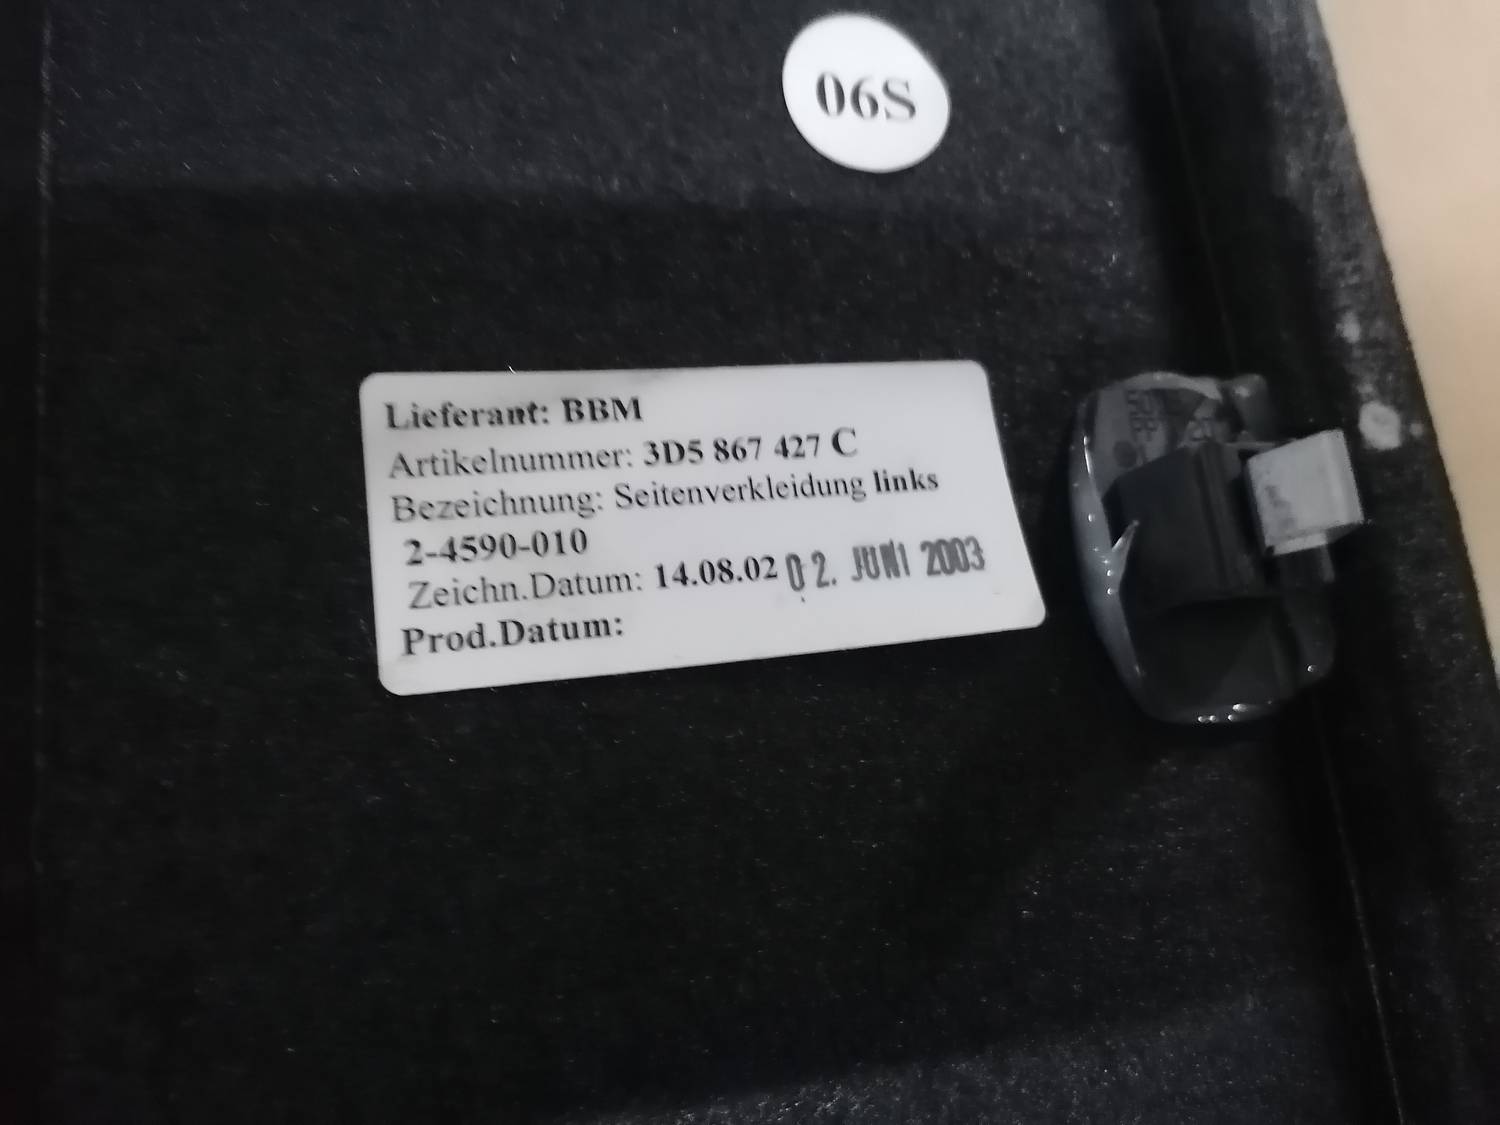 06S
Lieferant: BBM
Artikelnummer: 3D5 867 427 C
Bezeichnung: Seitenverkleidung links
2-4590-010
Zeichn.Datum: 14.08.02 02. JUNI 2003
Prod.Datum: